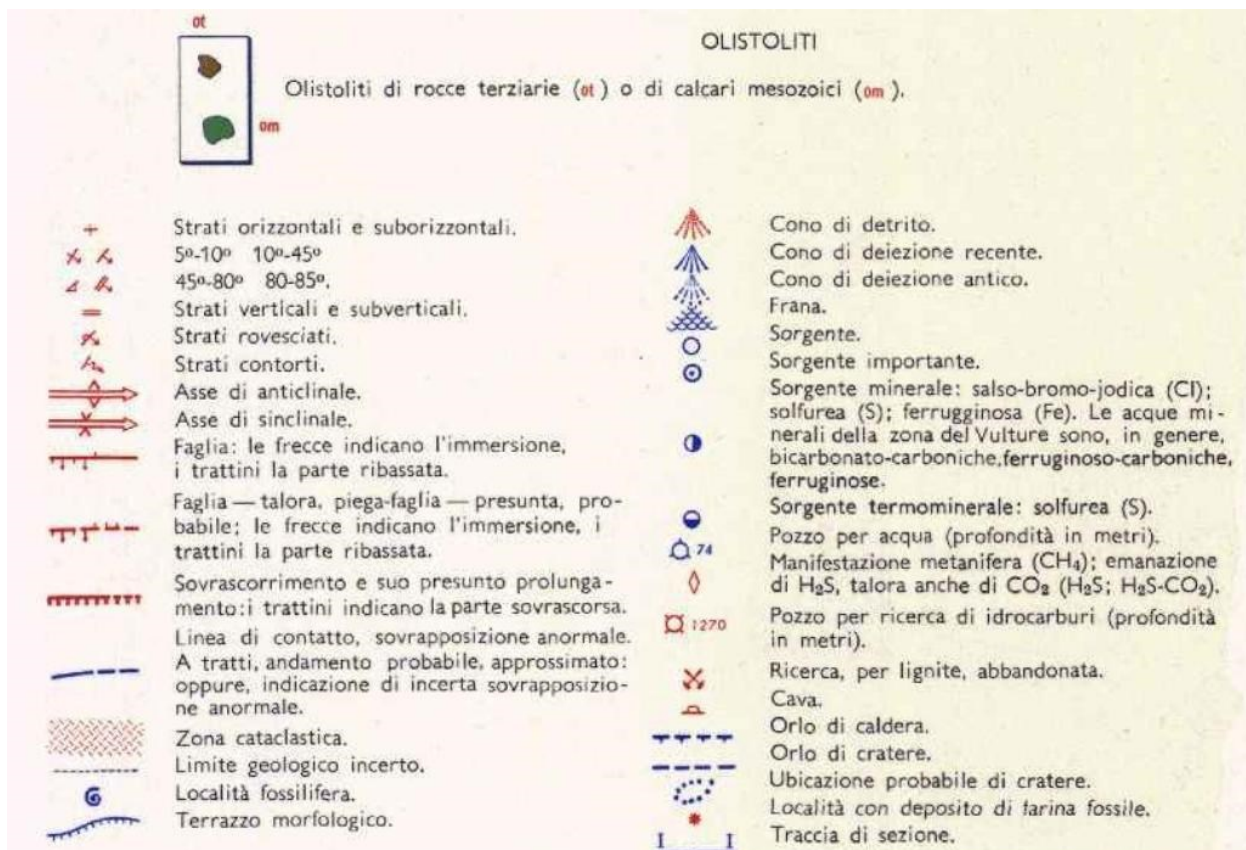 ot
OLISTOLITI
Olistoliti di rocce terziarie (ot) o di calcari mesozoici (om).
om
Strati orizzontali e suborizzontali.
5º-10º 10º-45º
45º-80º 80-85º.
Strati verticali e subverticali.
Strati rovesciati.
Strati contorti.
Asse di anticlinale.
Asse di sinclinale.
Faglia: le frecce indicano l'immersione,
i trattini la parte ribassata.
Faglia — talora, piega-faglia — presunta, pro-
babile; le frecce indicano l'immersione, i
trattini la parte ribassata.
Sovrascorrimento e suo presunto prolunga-
mento: i trattini indicano la parte sovrascorsa.
Linea di contatto, sovrapposizione anormale.
A tratti, andamento probabile, approssimato:
oppure, indicazione di incerta sovrapposizio-
ne anormale.
Zona cataclastica.
Limite geologico incerto.
Località fossilifera.
Terrazzo morfologico.
Cono di detrito.
Cono di deiezione recente.
Cono di deiezione antico.
Frana.
Sorgente.
Sorgente importante.
Sorgente minerale: salso-bromo-jodica (Cl);
solfurea (S); ferrugginosa (Fe). Le acque mi-
nerali della zona del Vulture sono, in genere,
bicarbonato-carboniche, ferruginoso-carboniche,
ferruginose.
Sorgente termominerale: solfurea (S).
74 Pozzo per acqua (profondità in metri).
Manifestazione metanifera (CH₄); emanazione
di H₂S, talora anche di CO₂ (H₂S; H₂S-CO₂).
1270 Pozzo per ricerca di idrocarburi (profondità
in metri).
Ricerca, per lignite, abbandonata.
Cava.
Orlo di caldera.
Orlo di cratere.
Ubicazione probabile di cratere.
Località con deposito di farina fossile.
I I Traccia di sezione.